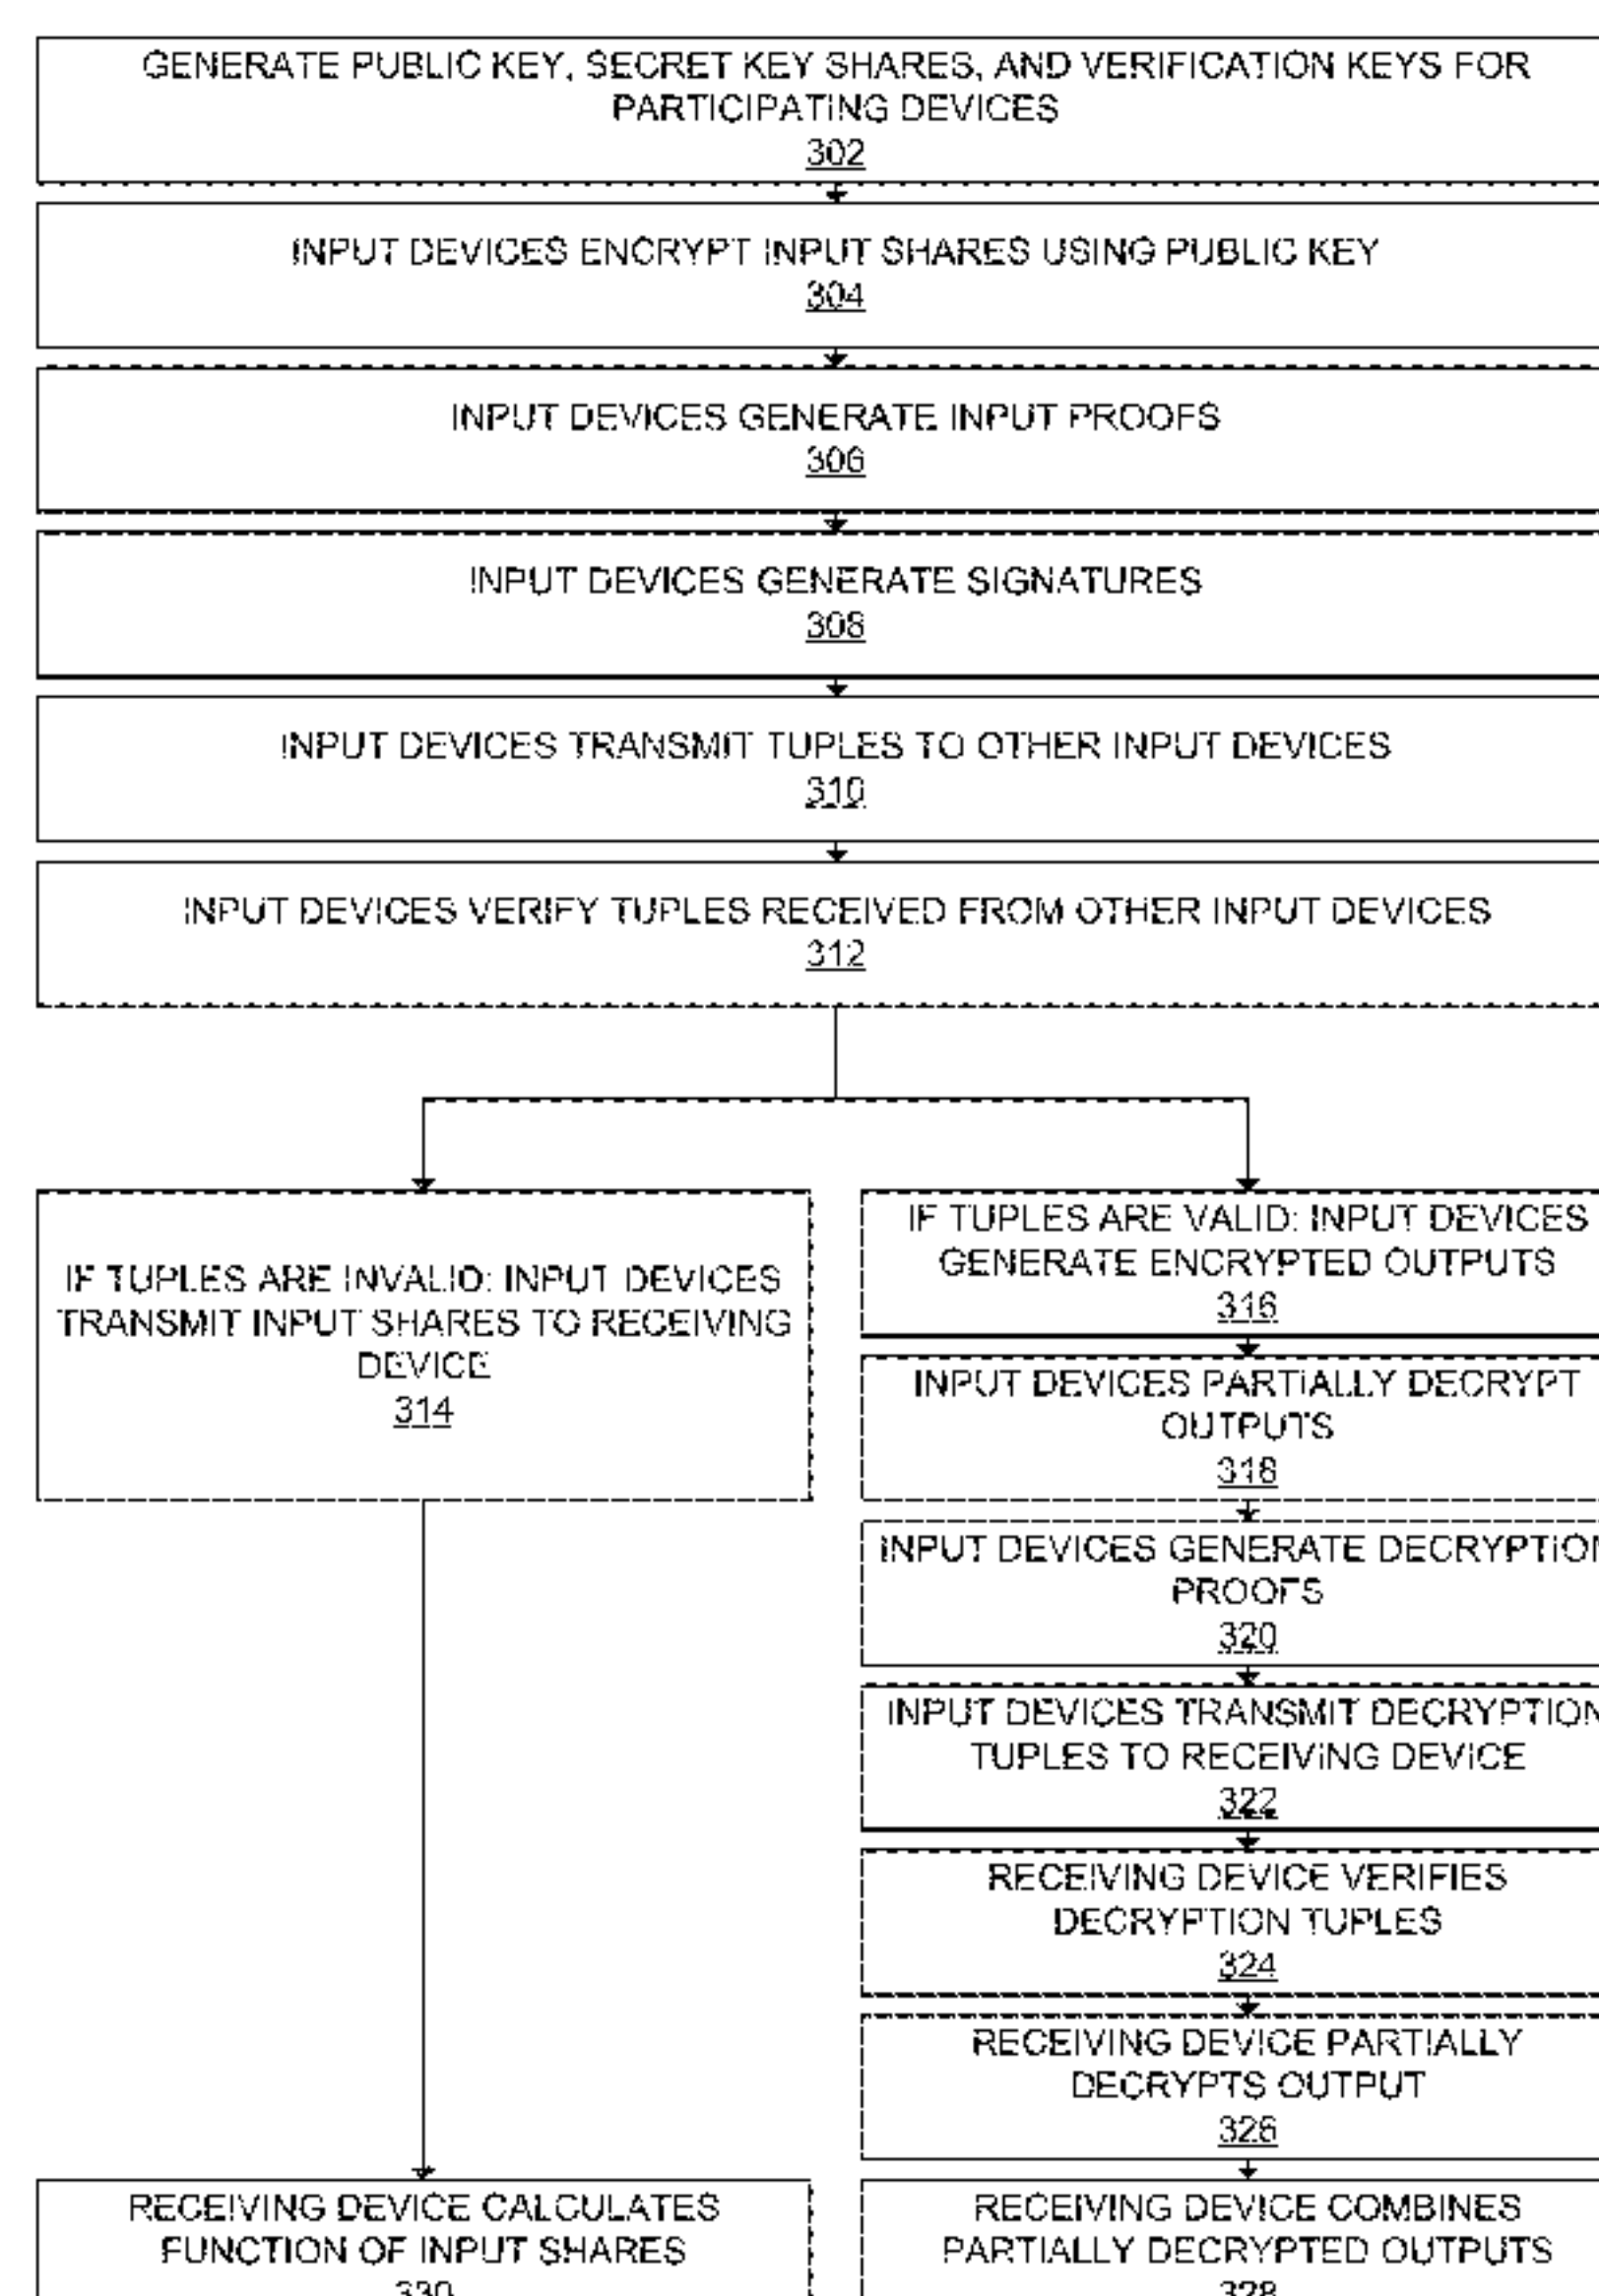 GENERATE PUBLIC KEY, SECRET KEY SHARES, AND VERIFICATION KEYS FOR
PARTICIPATING DEVICES
302
INPUT DEVICES ENCRYPT INPUT SHARES USING PUBLIC KEY
304
INPUT DEVICES GENERATE INPUT PROOFS
306
INPUT DEVICES GENERATE SIGNATURES
308
INPUT DEVICES TRANSMIT TUPLES TO OTHER INPUT DEVICES
310
INPUT DEVICES VERIFY TUPLES RECEIVED FROM OTHER INPUT DEVICES
312
IF TUPLES ARE INVALID: INPUT DEVICES
TRANSMIT INPUT SHARES TO RECEIVING
DEVICE
314
IF TUPLES ARE VALID: INPUT DEVICES
GENERATE ENCRYPTED OUTPUTS
316
INPUT DEVICES PARTIALLY DECRYPT
OUTPUTS
318
INPUT DEVICES GENERATE DECRYPTION
PROOFS
320
INPUT DEVICES TRANSMIT DECRYPTION
TUPLES TO RECEIVING DEVICE
322
RECEIVING DEVICE VERIFIES
DECRYPTION TUPLES
324
RECEIVING DEVICE PARTIALLY
DECRYPTS OUTPUT
326
RECEIVING DEVICE CALCULATES
FUNCTION OF INPUT SHARES
330
RECEIVING DEVICE COMBINES
PARTIALLY DECRYPTED OUTPUTS
328